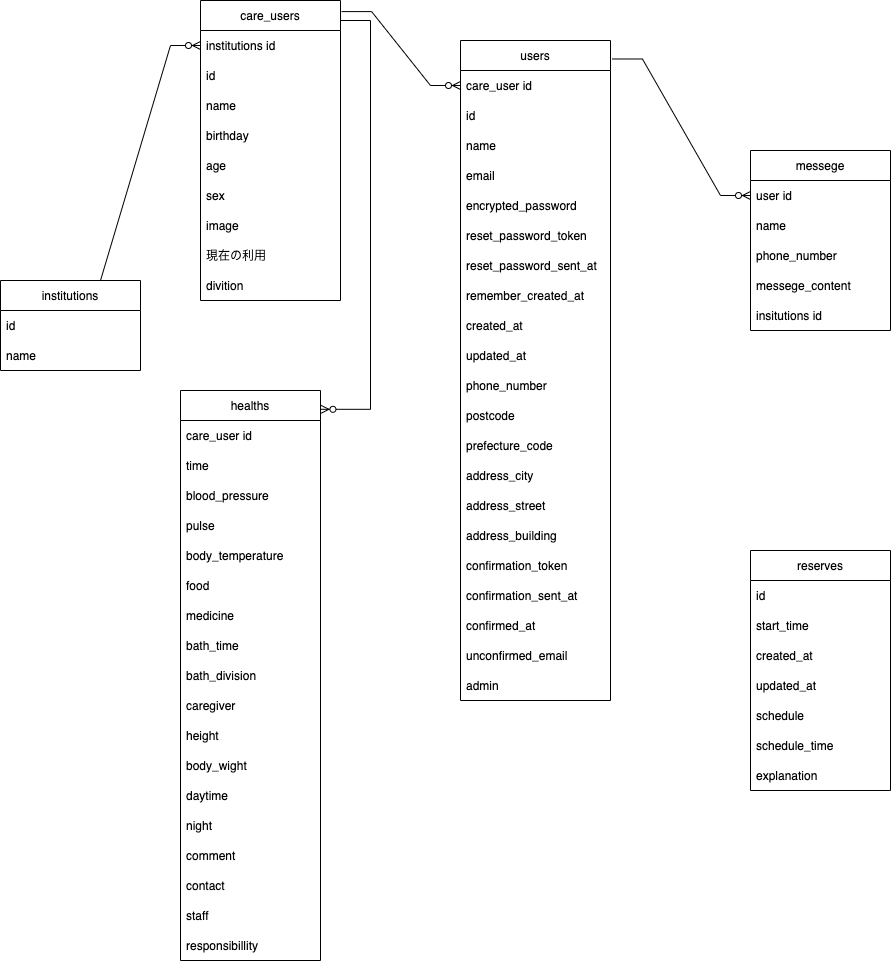 care_users
institutions id
id
name
birthday
age
sex
image
現在の利用
divition
institutions
id
name
healths
care_user id
time
blood_pressure
pulse
body_temperature
food
medicine
bath_time
bath_division
caregiver
height
body_wight
daytime
night
comment
contact
staff
responsibillity
users
care_user id
id
name
email
encrypted_password
reset_password_token
reset_password_sent_at
remember_created_at
created_at
updated_at
phone_number
postcode
prefecture_code
address_city
address_street
address_building
confirmation_token
confirmation_sent_at
confirmed_at
unconfirmed_email
admin
messege
user id
name
phone_number
messege_content
insitutions id
reserves
id
start_time
created_at
updated_at
schedule
schedule_time
explanation